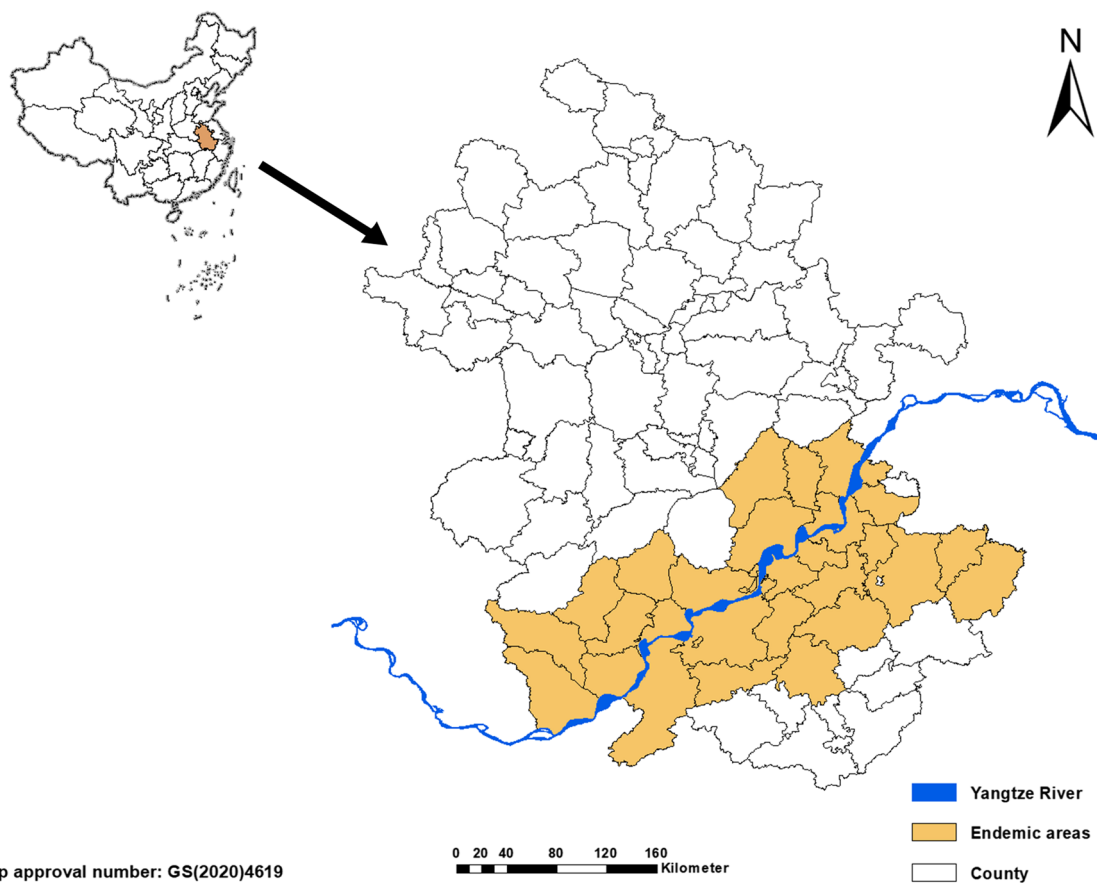 N
Yangtze River
Endemic areas
County
0 20 40 80 120 160
Kilometer
p approval number: GS(2020)4619